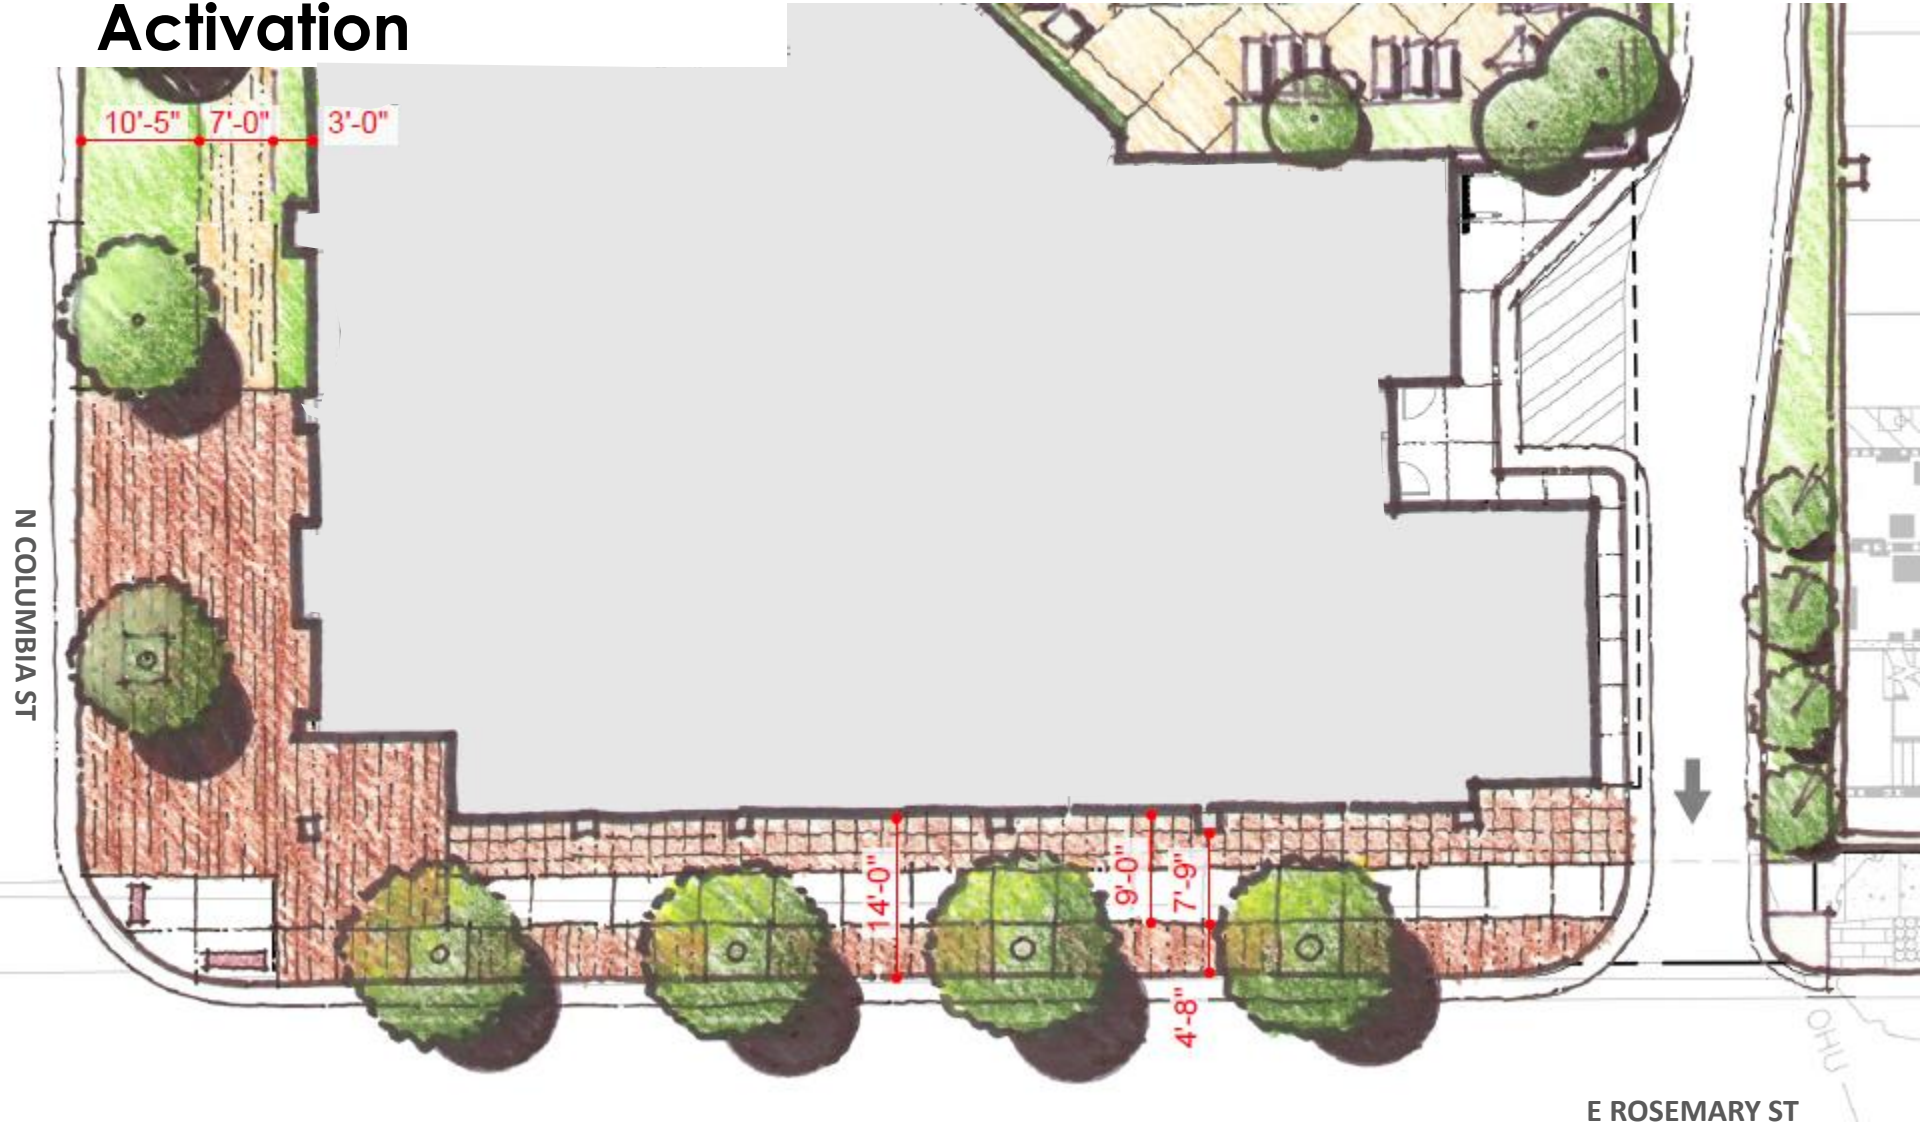 Activation
10'-5" 7'-0" 3'-0"
N COLUMBIA ST
14'-0"
9'-0"
7'-9"
4'-8"
OHU
E ROSEMARY ST